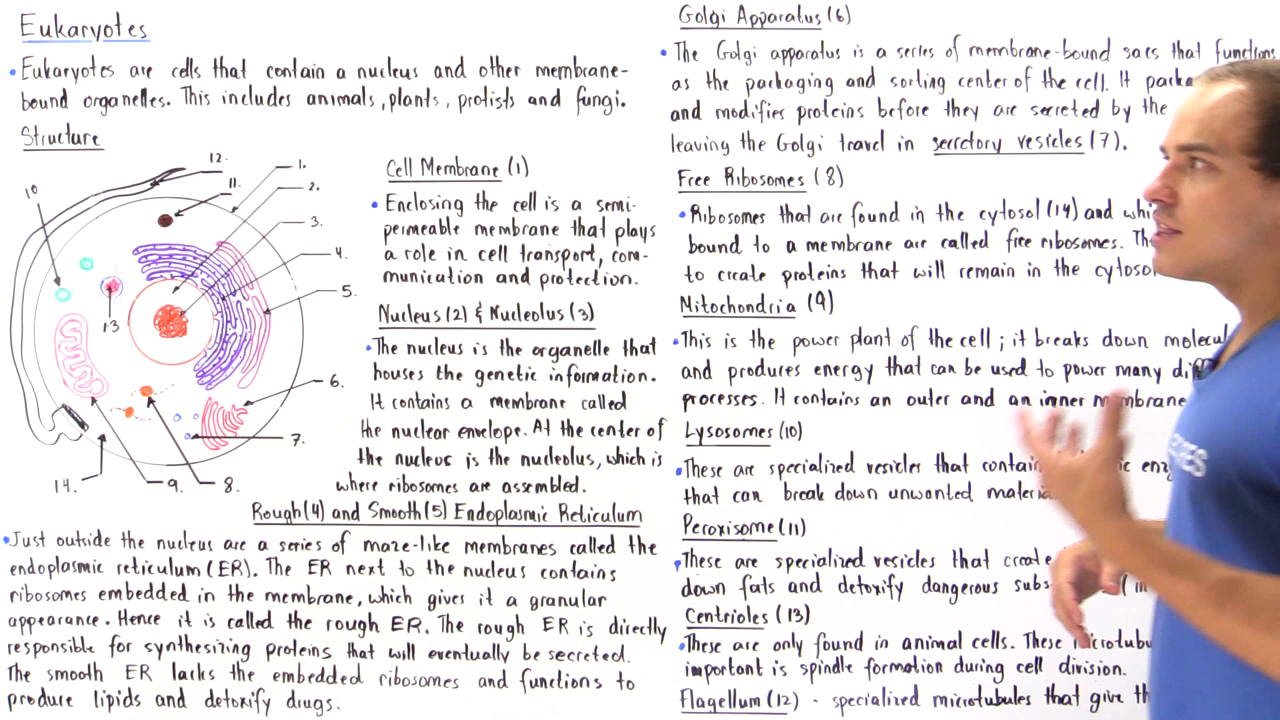 Eukaryotes
• Eukaryotes are cells that contain a nucleus and other membrane-
bound organelles. This includes animals, plants, protists and fungi.
Structure
12.
1.
10
11.
2.
3.
4.
5.
13
6.
7.
14.
9.
8.
Cell Membrane (1)
• Enclosing the cell is a semi-
permeable membrane that plays
a role in cell transport, com-
munication and protection.
Nucleus (2) & Nucleolus (3)
• The nucleus is the organelle that
houses the genetic information.
It contains a membrane called
the nuclear envelope. At the center of
the nucleus is the nucleolus, which is
where ribosomes are assembled.
Rough (4) and Smooth (5) Endoplasmic Reticulum
• Just outside the nucleus are a series of maze-like membranes called the
endoplasmic reticulum (ER). The ER next to the nucleus contains
ribosomes embedded in the membrane, which gives it a granular
appearance. Hence it is called the rough ER. The rough ER is directly
responsible for synthesizing proteins that will eventually be secreted.
The smooth ER lacks the embedded ribosomes and functions to
produce lipids and detoxify drugs.
Golgi Apparatus (6)
• The Golgi apparatus is a series of membrane-bound sacs that functions
as the packaging and sorting center of the cell. It
and modifies proteins before they are secreted by the
leaving the Golgi travel in secretory vesicles (7).
Free Ribosomes (8)
• Ribosomes that are found in the cytosol (14) and
bound to a membrane are called free ribosomes.
to create proteins that will remain in the
Mitochondria (9)
• This is the power plant of the cell; it breaks down
and produces energy that can be used to power many
processes. It contains an outer and an inner membrane
Lysosomes (10)
• These are specialized vesicles that contain
that can break down unwanted
Peroxisome (11)
• These are specialized vesicles that create
down fats and detoxify dangerous
Centrioles (13)
• These are only found in animal cells. These
important is spindle formation during cell division.
Flagellum (12) - specialized microtubules that give